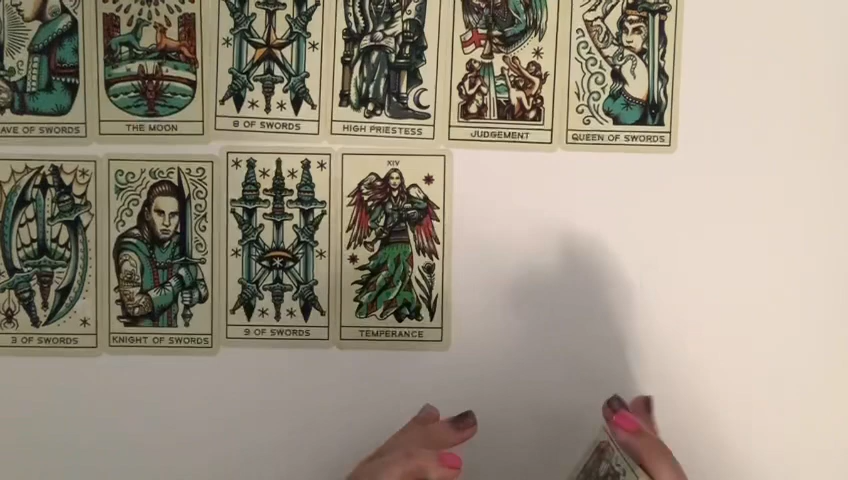 AVE OF SWORDS
THE MOON
8 OF SWORDS
HIGH PRIESTESS
JUDGEMENT
QUEEN OF SWORDS
XIV
3 OF SWORDS
KNIGHT OF SWORDS
9 OF SWORDS
TEMPERANCE